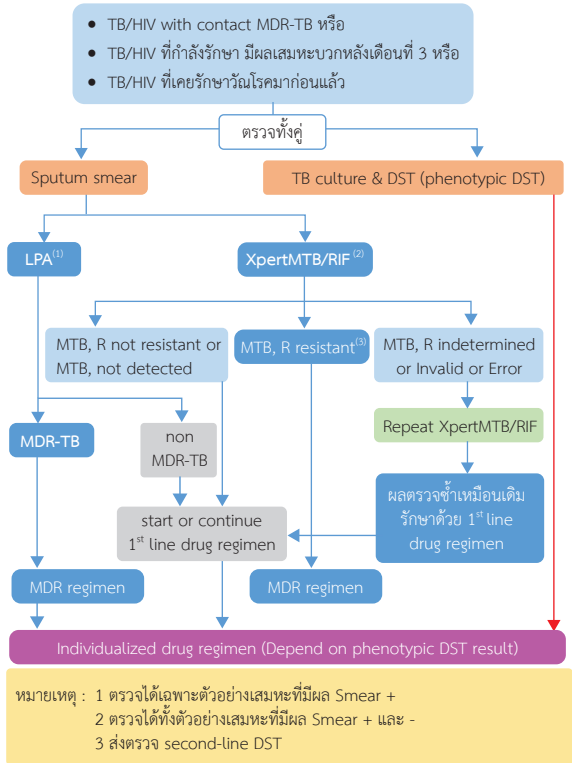 • TB/HIV with contact MDR-TB หรือ
• TB/HIV ที่กำลังรักษา มีผลเสมหะบวกหลังเดือนที่ 3 หรือ
• TB/HIV ที่เคยรักษาวัณโรคมาก่อนแล้ว
ตรวจทั้งคู่
Sputum smear
TB culture & DST (phenotypic DST)
LPA(1)
XpertMTB/RIF (2)
MTB, R not resistant or
MTB, not detected
MTB, R resistant(3)
MTB, R indetermined
or Invalid or Error
MDR-TB
non
MDR-TB
Repeat XpertMTB/RIF
start or continue
1st line drug regimen
ผลตรวจซ้ำเหมือนเดิม
รักษาด้วย 1st line
drug regimen
MDR regimen
MDR regimen
Individualized drug regimen (Depend on phenotypic DST result)
หมายเหตุ : 1 ตรวจได้เฉพาะตัวอย่างเสมหะที่มีผล Smear +
2 ตรวจได้ทั้งตัวอย่างเสมหะที่มีผล Smear + และ -
3 ส่งตรวจ second-line DST